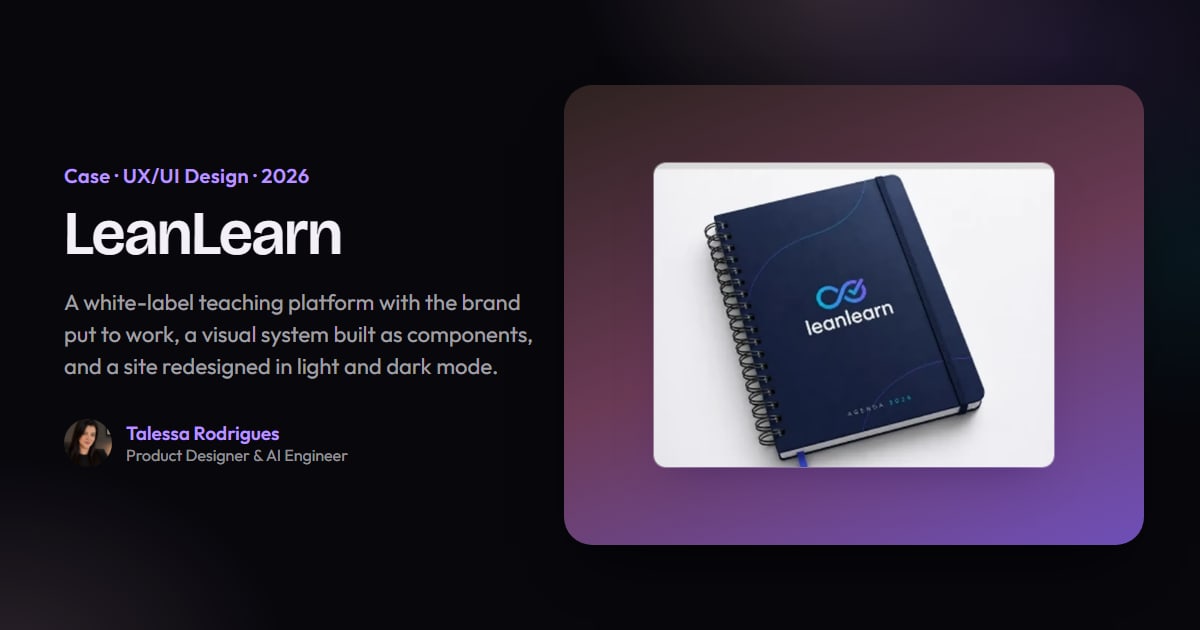 Case · UX/UI Design · 2026
LeanLearn
A white-label teaching platform with the brand
put to work, a visual system built as components,
and a site redesigned in light and dark mode.
Talessa Rodrigues
Product Designer & AI Engineer
leanlearn
AGENDA 2026